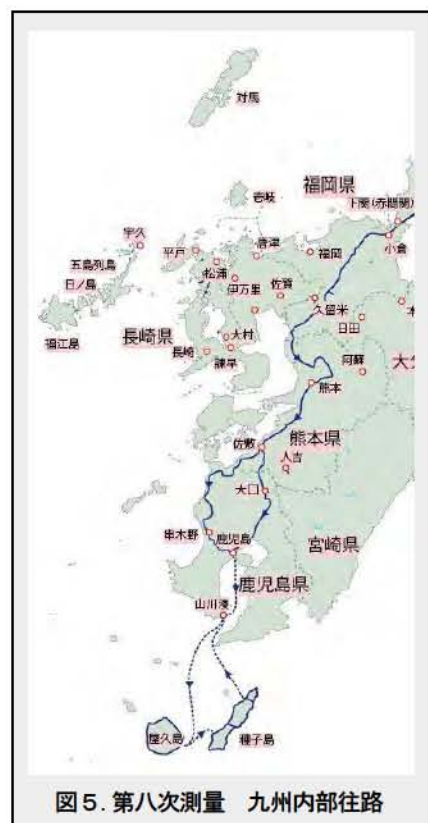 対馬
福岡県
壱岐
下関(赤間関)
宇久
平戸
唐津
福岡
小倉
松浦
五島列島
伊万里
佐賀
日ノ島
久留米
日田
長崎県
大村
福江島
長崎
諫早
阿蘇
熊本
佐敷
熊本県
人吉
大口
串木野
鹿児島
宮崎県
鹿児島県
山川湊
屋久島
種子島
図5. 第八次測量　九州内部往路